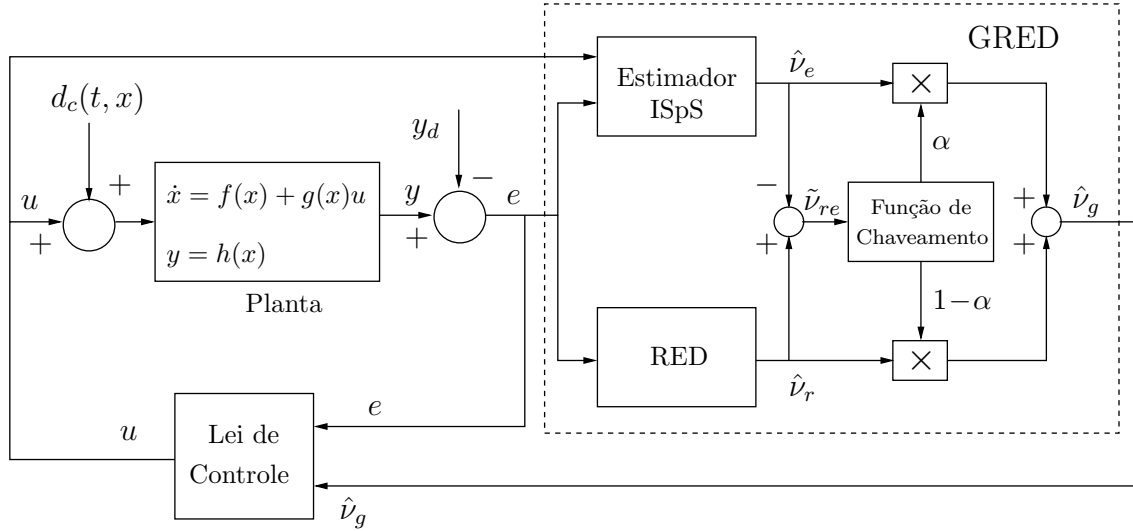 GRED
Estimador
ISpS
ν̂_e
×
d_c(t, x)
y_d
α
u
+
+
ẋ = f(x) + g(x)u
y = h(x)
Planta
y
+
−
e
−
+
ν̃_re
Função de
Chaveamento
+
+
ν̂_g
1−α
RED
ν̂_r
×
u
Lei de
Controle
e
ν̂_g